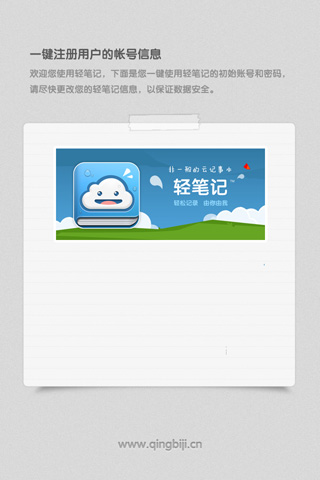 一键注册用户的帐号信息
欢迎您使用轻笔记，下面是您一键使用轻笔记的初始账号和密码，
请尽快更改您的轻笔记信息，以保证数据安全。
非一般的云记事
轻笔记™
轻松记录 由你由我
www.qingbiji.cn